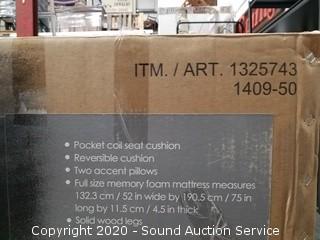 ITM. / ART. 1325743
1409-50
• Pocket coil seat cushion
• Reversible cushion
• Two accent pillows
• Full size memory foam mattress measures
132.3 cm / 52 in wide by 190.5 cm / 75 in
long by 11.5 cm / 4.5 in thick
• Solid wood legs
Copyright 2020 - Sound Auction Service